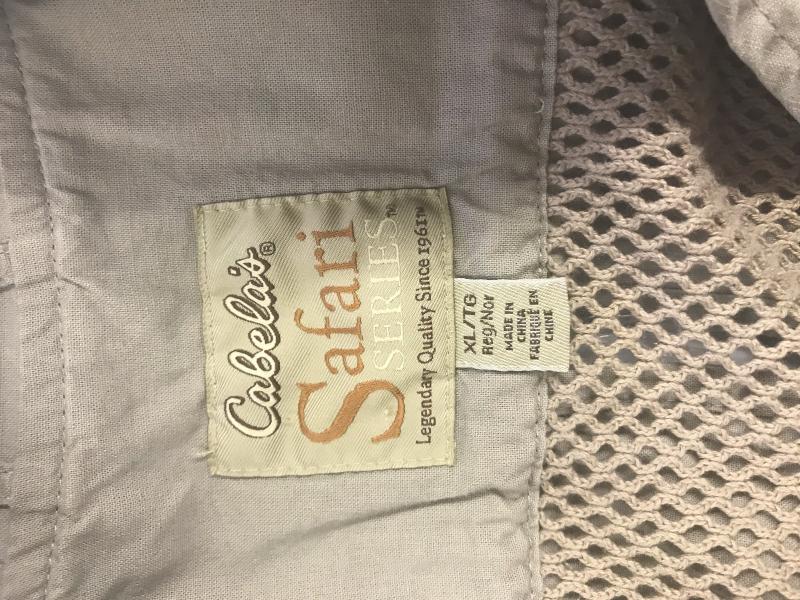 Cabela's®
Safari
SERIES™
Legendary Quality Since 1961™
XL/TG
Reg/Nor
MADE IN
CHINA
FABRIQUÉ EN
CHINE